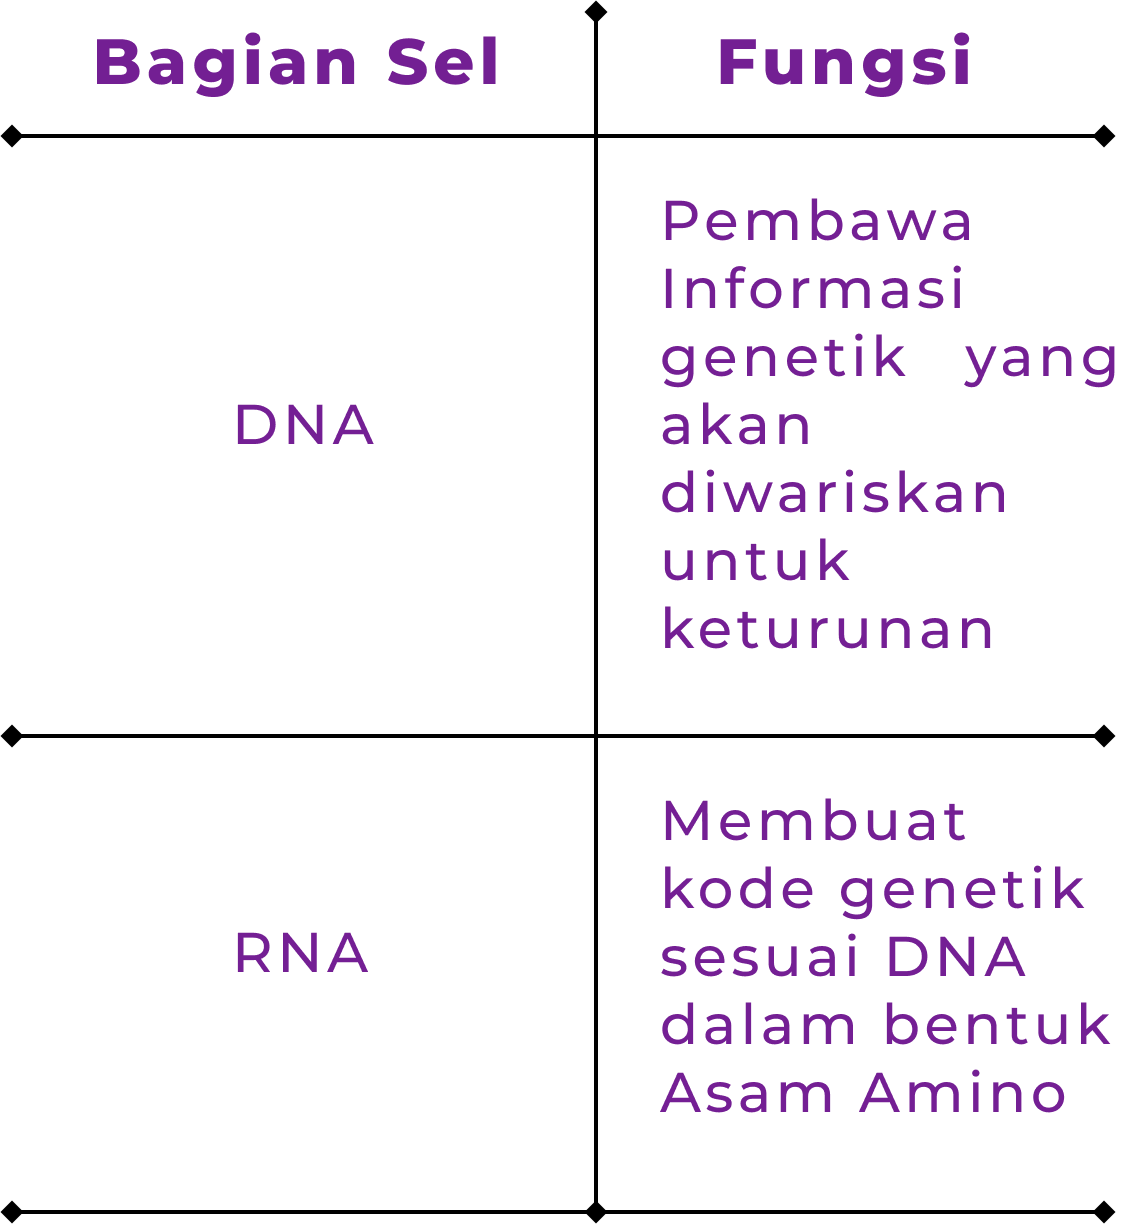 Bagian Sel
Fungsi
DNA
Pembawa
Informasi
genetik yang
akan
diwariskan
untuk
keturunan
RNA
Membuat
kode genetik
sesuai DNA
dalam bentuk
Asam Amino